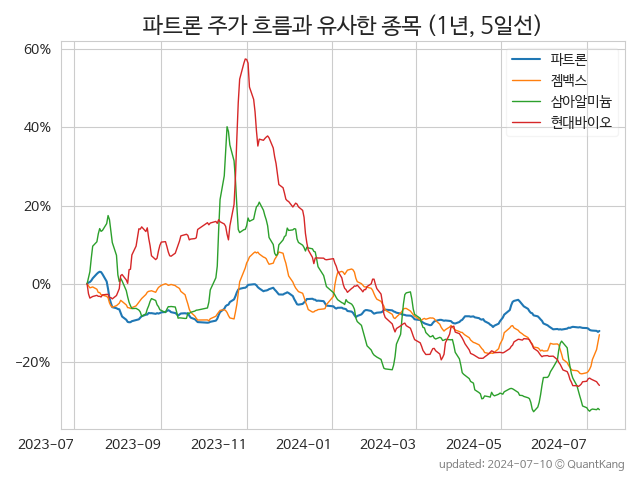 파트론 주가 흐름과 유사한 종목 (1년, 5일선)
파트론
젬백스
삼아알미늄
현대바이오
60%
40%
20%
0%
−20%
2023-07
2023-09
2023-11
2024-01
2024-03
2024-05
2024-07
updated: 2024-07-10 © QuantKang